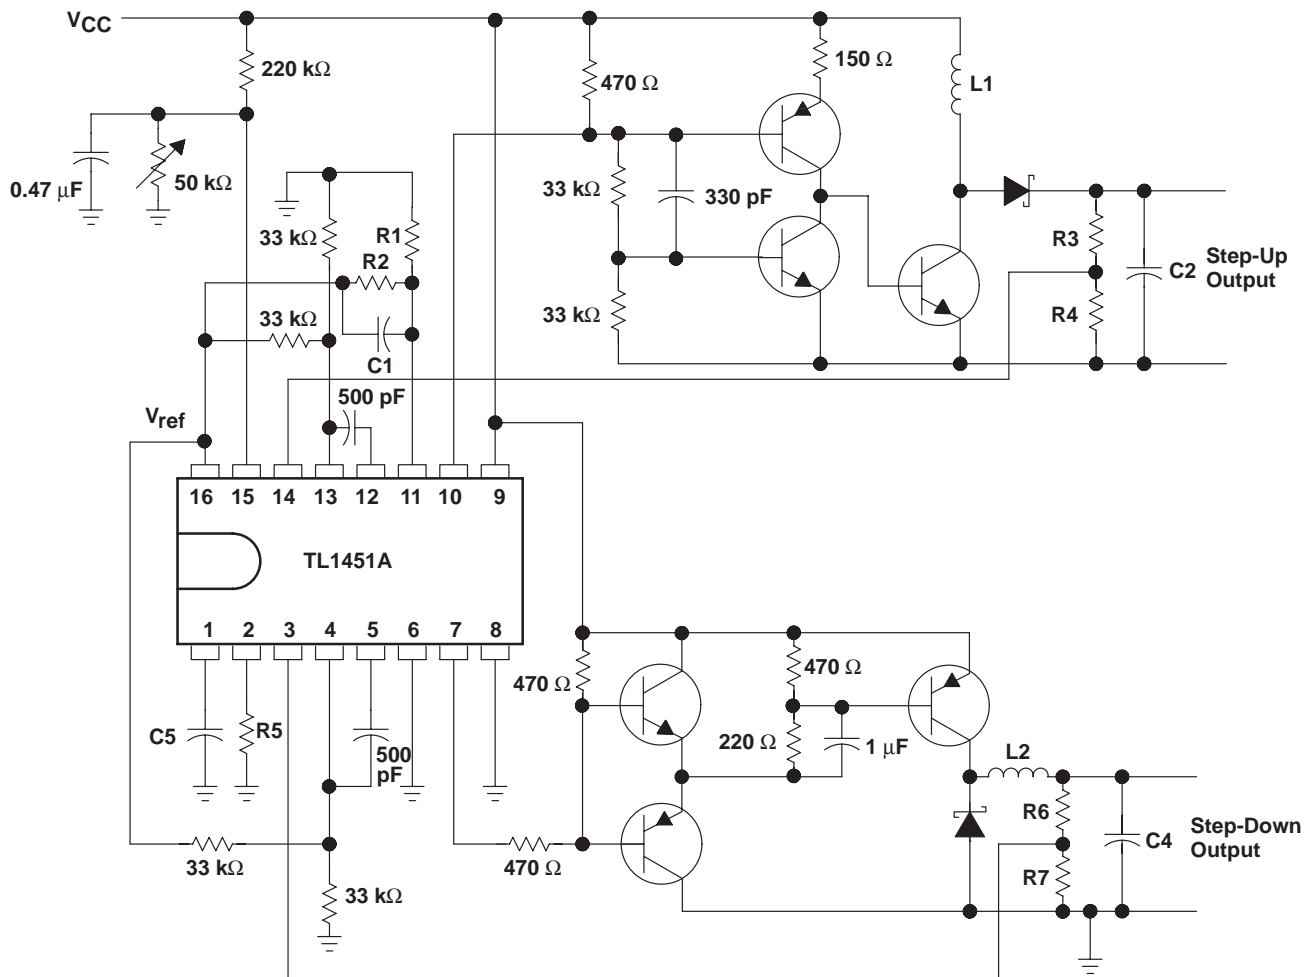 VCC
220 kΩ
470 Ω
150 Ω
L1
0.47 µF
50 kΩ
33 kΩ
R1
R2
33 kΩ
C1
33 kΩ
330 pF
33 kΩ
R3
R4
C2
Step-Up
Output
500 pF
Vref
16 15 14 13 12 11 10 9
TL1451A
1 2 3 4 5 6 7 8
C5
R5
500
pF
470 Ω
470 Ω
220 Ω
1 µF
L2
R6
R7
C4
Step-Down
Output
33 kΩ
470 Ω
33 kΩ